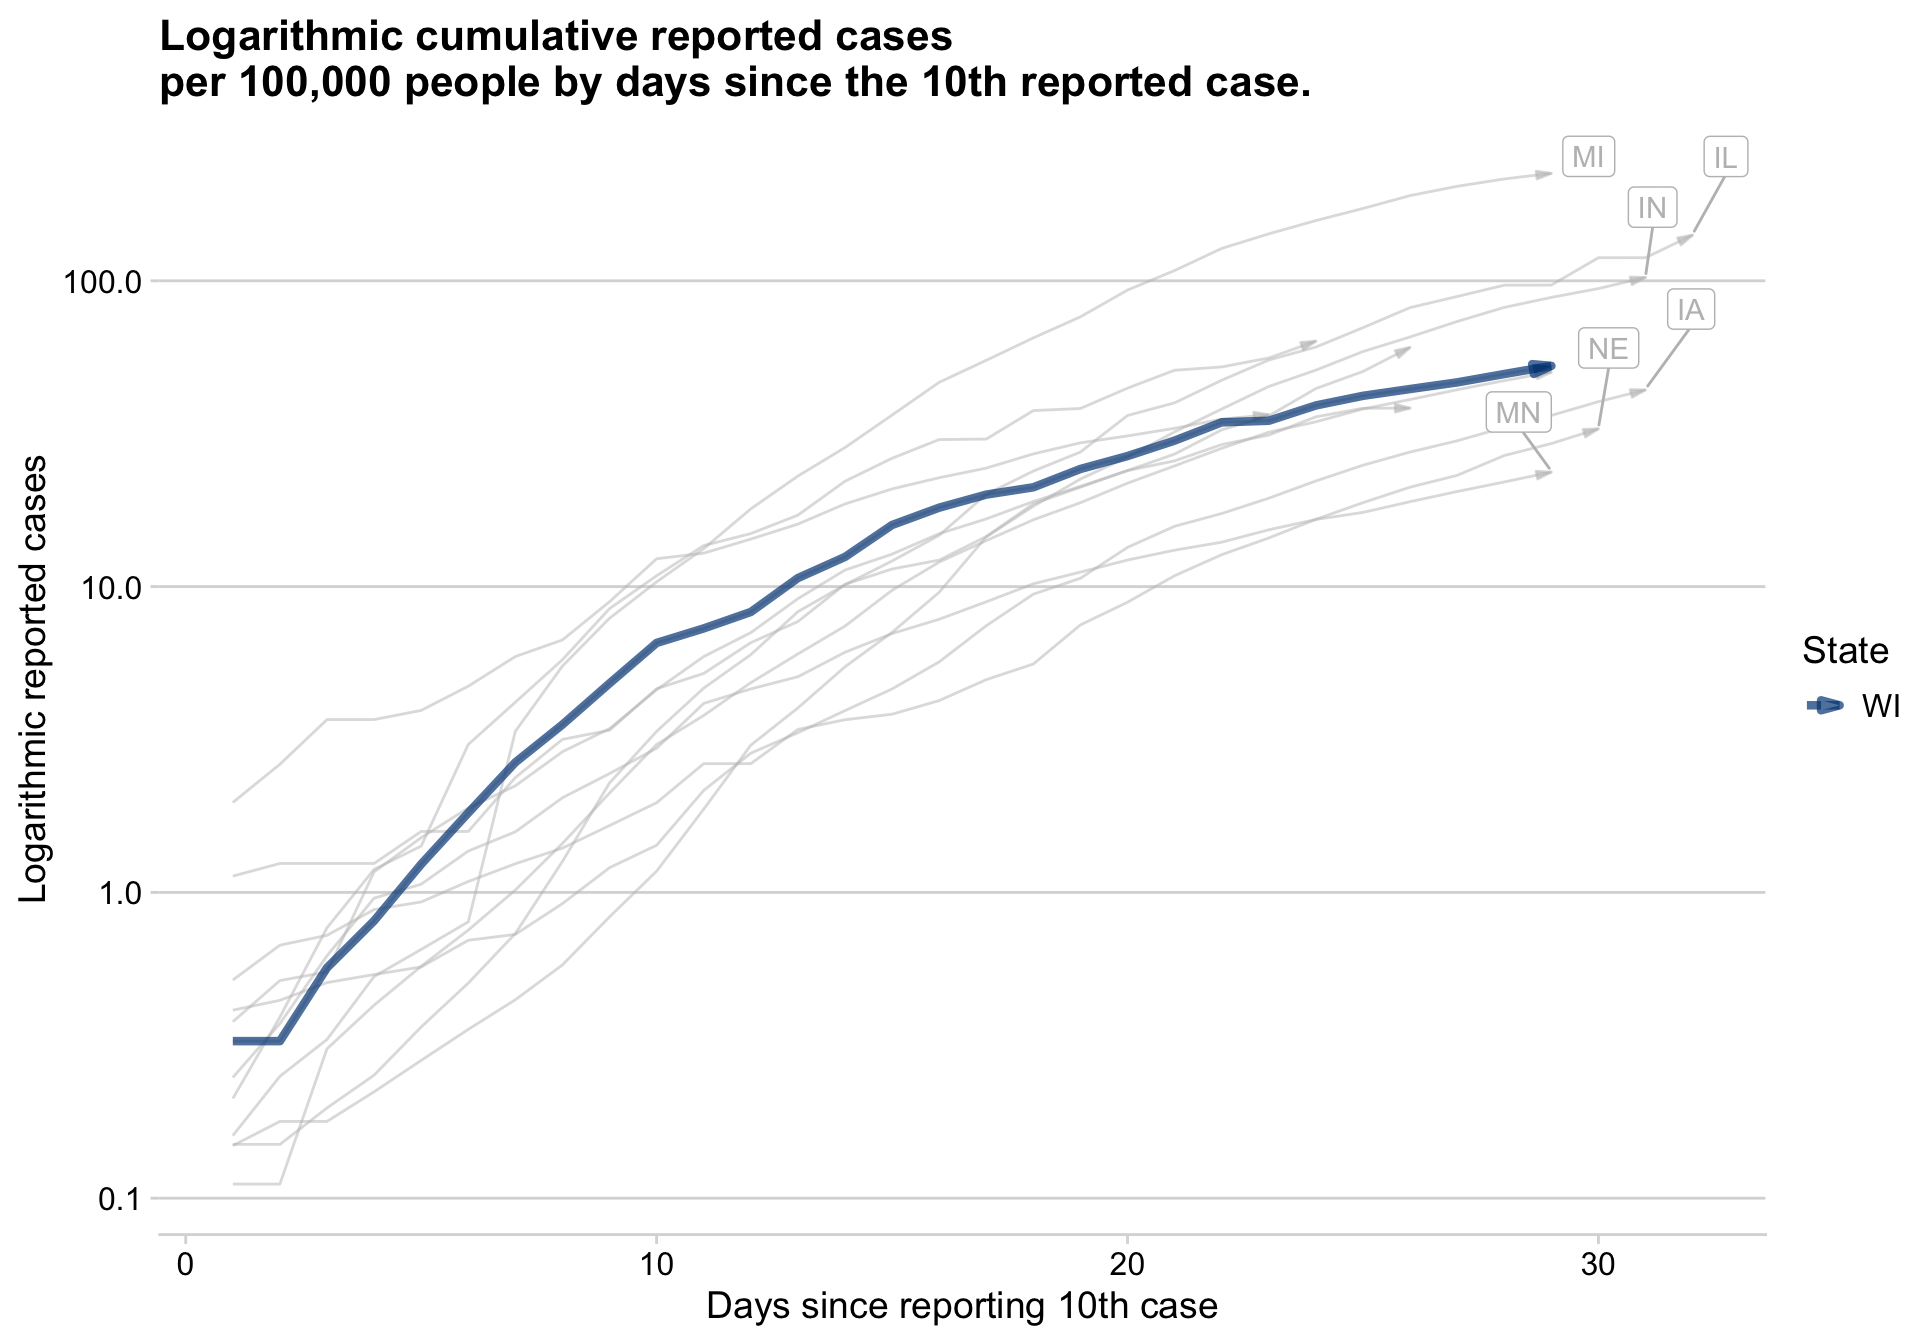 Logarithmic cumulative reported cases
per 100,000 people by days since the 10th reported case.
MI
IL
IN
IA
NE
MN
100.0
10.0
1.0
0.1
Logarithmic reported cases
0
10
20
30
Days since reporting 10th case
State
WI